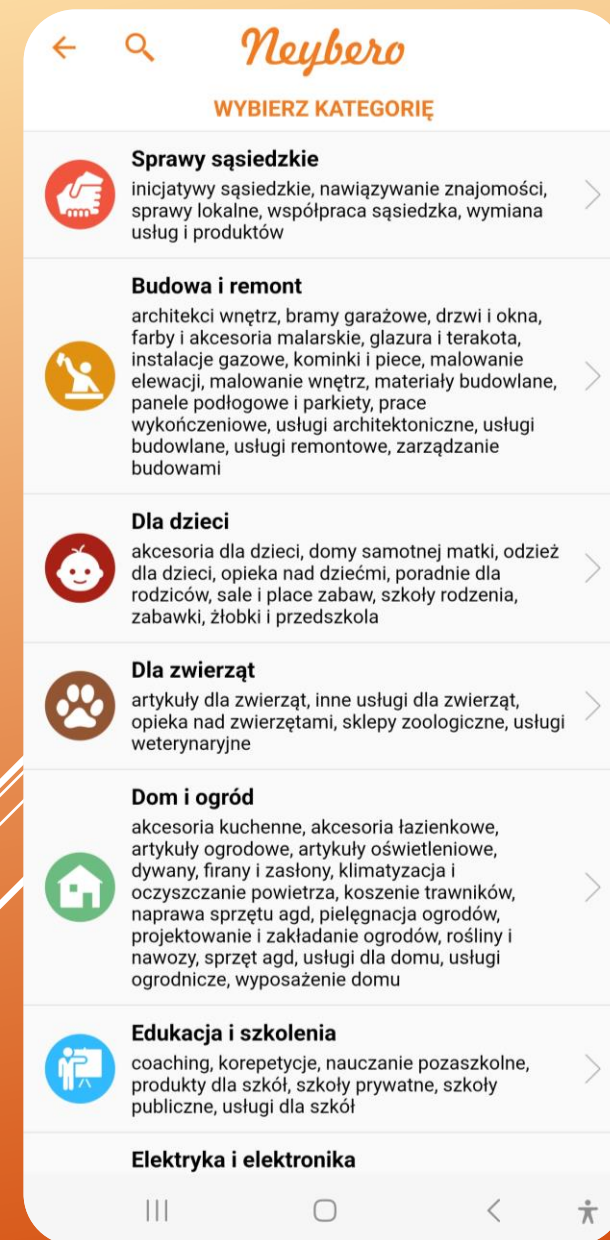 Neybero
WYBIERZ KATEGORIĘ
Sprawy sąsiedzkie
inicjatywy sąsiedzkie, nawiązywanie znajomości,
sprawy lokalne, współpraca sąsiedzka, wymiana
usług i produktów
Budowa i remont
architekci wnętrz, bramy garażowe, drzwi i okna,
farby i akcesoria malarskie, glazura i terakota,
instalacje gazowe, kominki i piece, malowanie
elewacji, malowanie wnętrz, materiały budowlane,
panele podłogowe i parkiety, prace
wykończeniowe, usługi architektoniczne, usługi
budowlane, usługi remontowe, zarządzanie
budowami
Dla dzieci
akcesoria dla dzieci, domy samotnej matki, odzież
dla dzieci, opieka nad dziećmi, poradnie dla
rodziców, sale i place zabaw, szkoły rodzenia,
zabawki, żłobki i przedszkola
Dla zwierząt
artykuły dla zwierząt, inne usługi dla zwierząt,
opieka nad zwierzętami, sklepy zoologiczne, usługi
weterynaryjne
Dom i ogród
akcesoria kuchenne, akcesoria łazienkowe,
artykuły ogrodowe, artykuły oświetleniowe,
dywany, firany i zasłony, klimatyzacja i
oczyszczanie powietrza, koszenie trawników,
naprawa sprzętu agd, pielęgnacja ogrodów,
projektowanie i zakładanie ogrodów, rośliny i
nawozy, sprzęt agd, usługi dla domu, usługi
ogrodnicze, wyposażenie domu
Edukacja i szkolenia
coaching, korepetycje, nauczanie pozaszkolne,
produkty dla szkół, szkoły prywatne, szkoły
publiczne, usługi dla szkół
Elektryka i elektronika